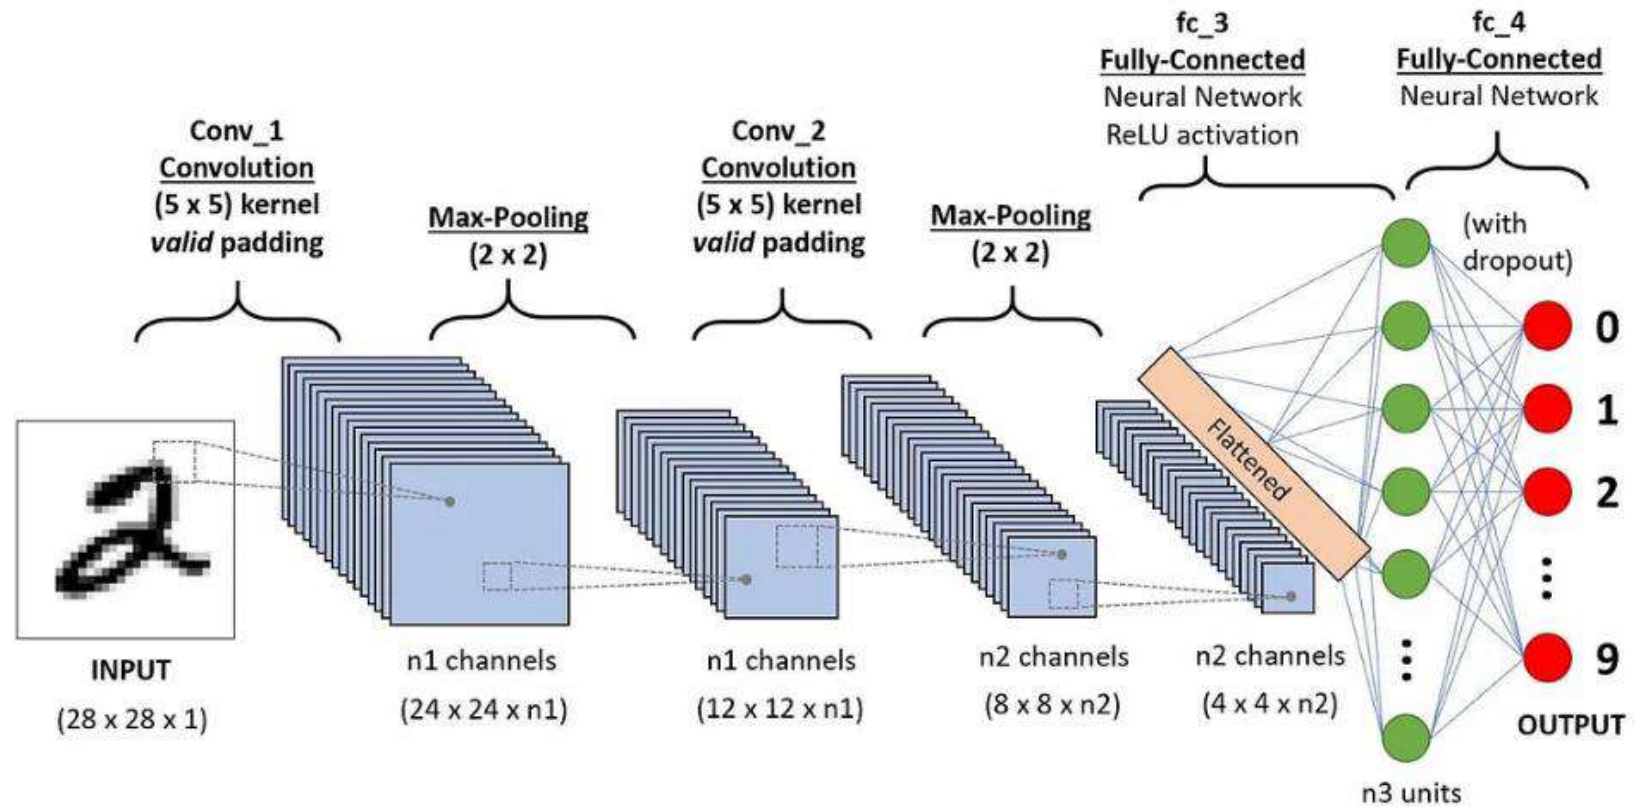 Conv_1
Convolution
(5 x 5) kernel
valid padding
Max-Pooling
(2 x 2)
Conv_2
Convolution
(5 x 5) kernel
valid padding
Max-Pooling
(2 x 2)
fc_3
Fully-Connected
Neural Network
ReLU activation
fc_4
Fully-Connected
Neural Network
(with
dropout)
Flattened
0
1
2
9
OUTPUT
2
INPUT
(28 x 28 x 1)
n1 channels
(24 x 24 x n1)
n1 channels
(12 x 12 x n1)
n2 channels
(8 x 8 x n2)
n2 channels
(4 x 4 x n2)
n3 units